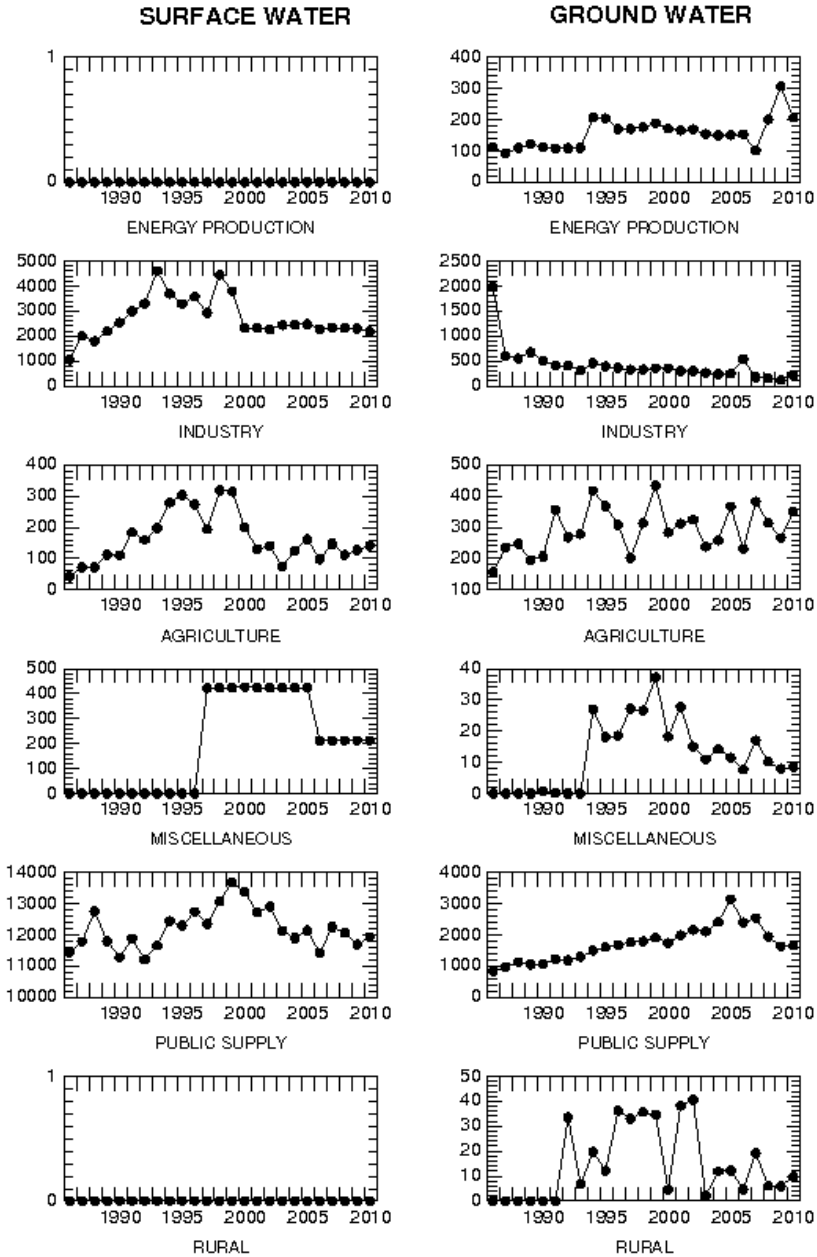 SURFACE WATER GROUND WATER
1
0
1990 1995 2000 2005 2010
ENERGY PRODUCTION
400
300
200
100
0
1990 1995 2000 2005 2010
ENERGY PRODUCTION
5000
4000
3000
2000
1000
0
1990 1995 2000 2005 2010
INDUSTRY
2500
2000
1500
1000
500
0
1990 1995 2000 2005 2010
INDUSTRY
400
300
200
100
0
1990 1995 2000 2005 2010
AGRICULTURE
500
400
300
200
100
1990 1995 2000 2005 2010
AGRICULTURE
500
400
300
200
100
0
1990 1995 2000 2005 2010
MISCELLANEOUS
40
30
20
10
0
1990 1995 2000 2005 2010
MISCELLANEOUS
14000
13000
12000
11000
10000
1990 1995 2000 2005 2010
PUBLIC SUPPLY
4000
3000
2000
1000
0
1990 1995 2000 2005 2010
PUBLIC SUPPLY
1
0
1990 1995 2000 2005 2010
RURAL
50
40
30
20
10
0
1990 1995 2000 2005 2010
RURAL